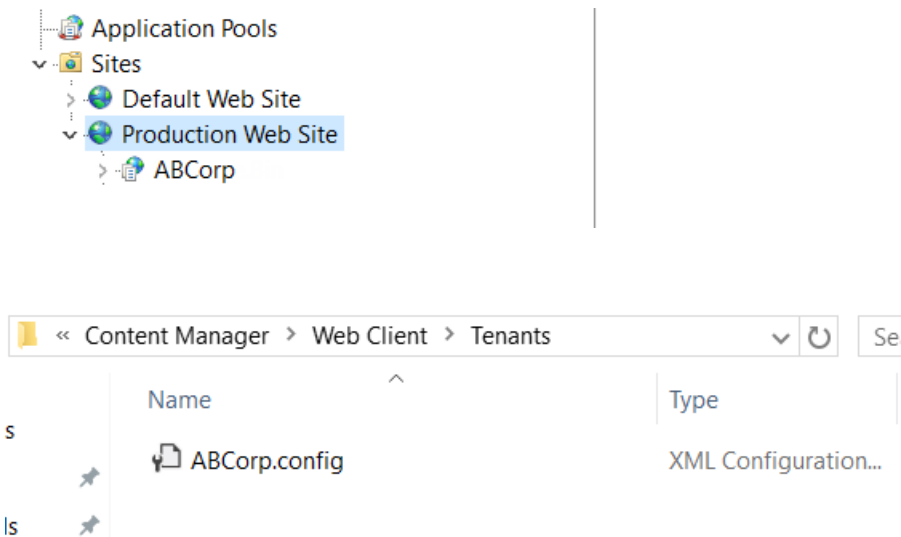 Application Pools
Sites
Default Web Site
Production Web Site
ABCorp
« Content Manager > Web Client > Tenants
Name Type
s
ABCorp.config XML Configuration...
ls